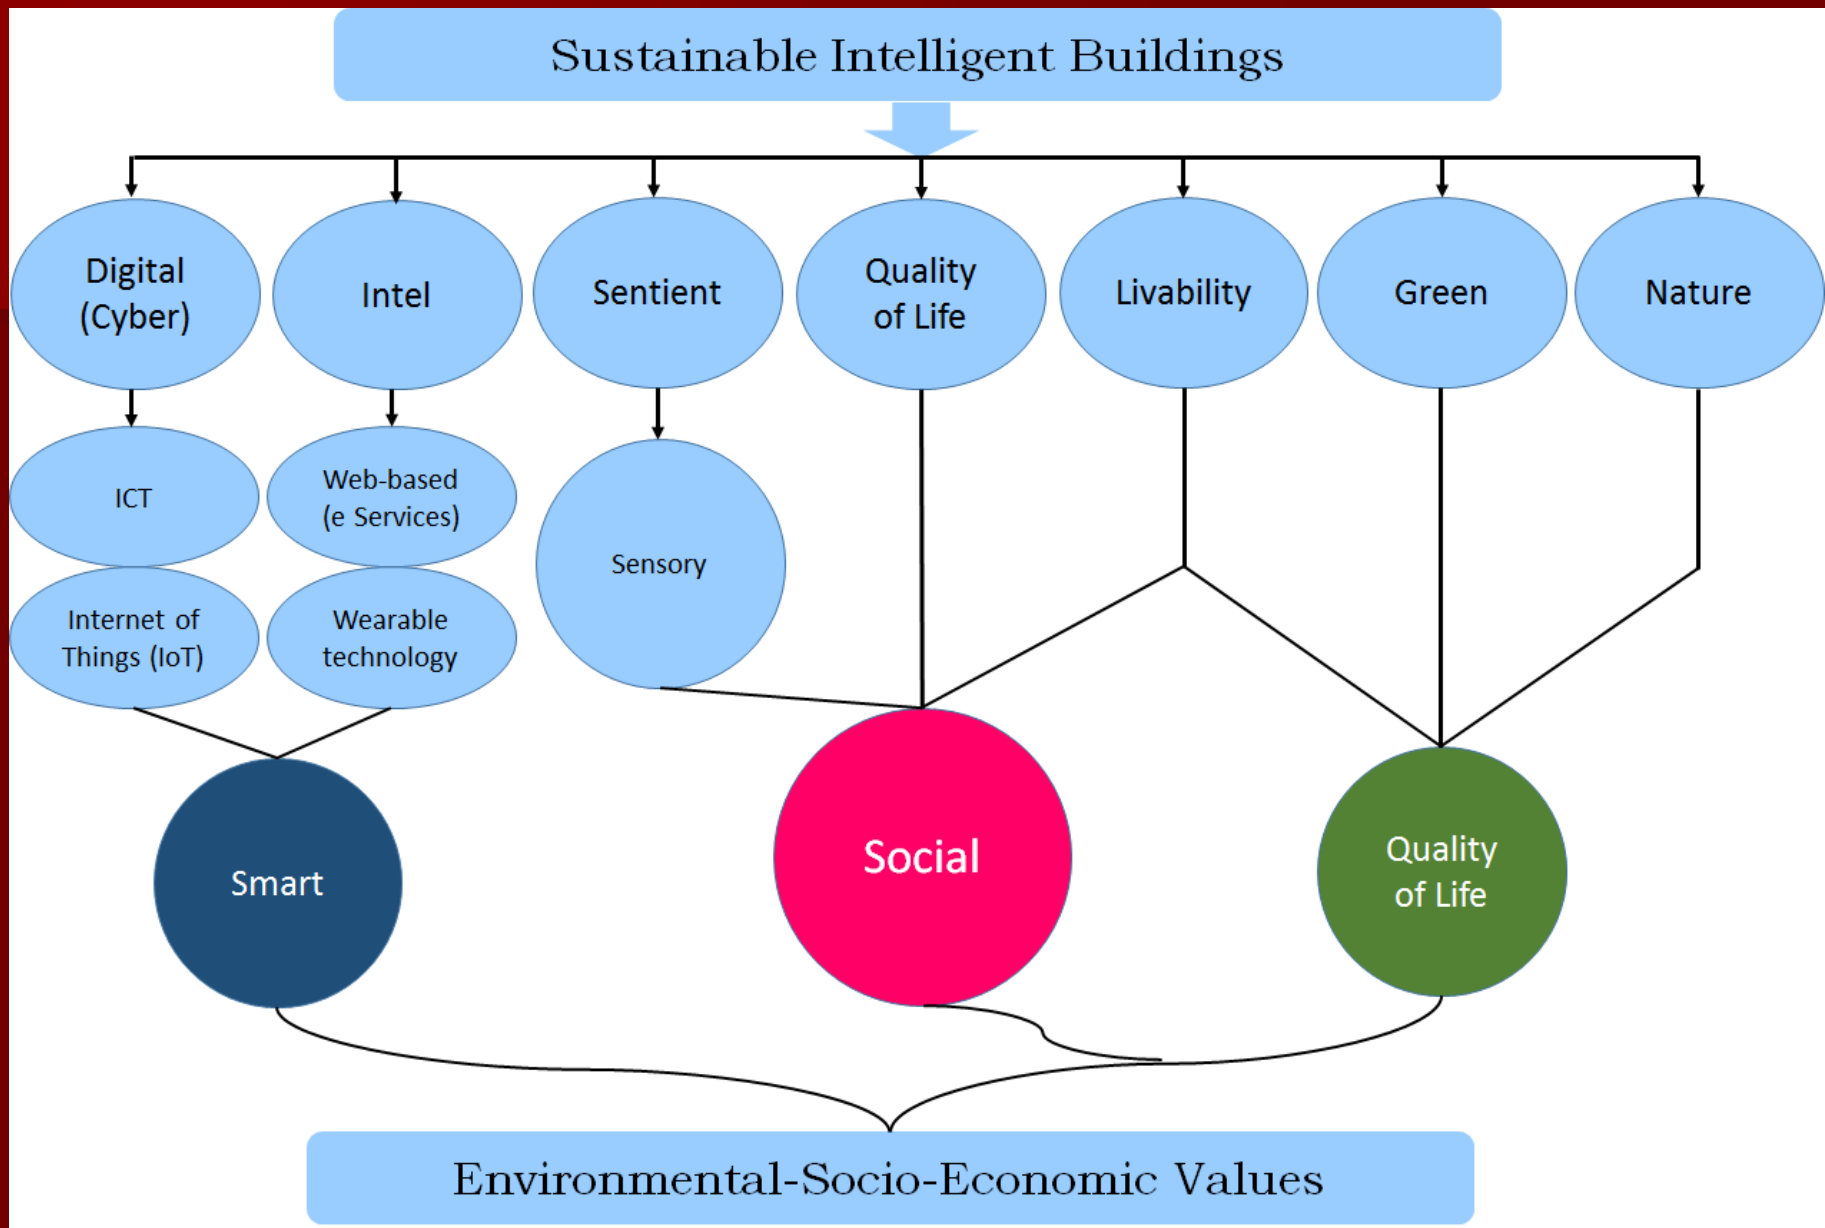 Sustainable Intelligent Buildings
Digital
(Cyber)
Intel
Sentient
Quality
of Life
Livability
Green
Nature
ICT
Web-based
(e Services)
Sensory
Internet of
Things (IoT)
Wearable
technology
Smart
Social
Quality
of Life
Environmental-Socio-Economic Values